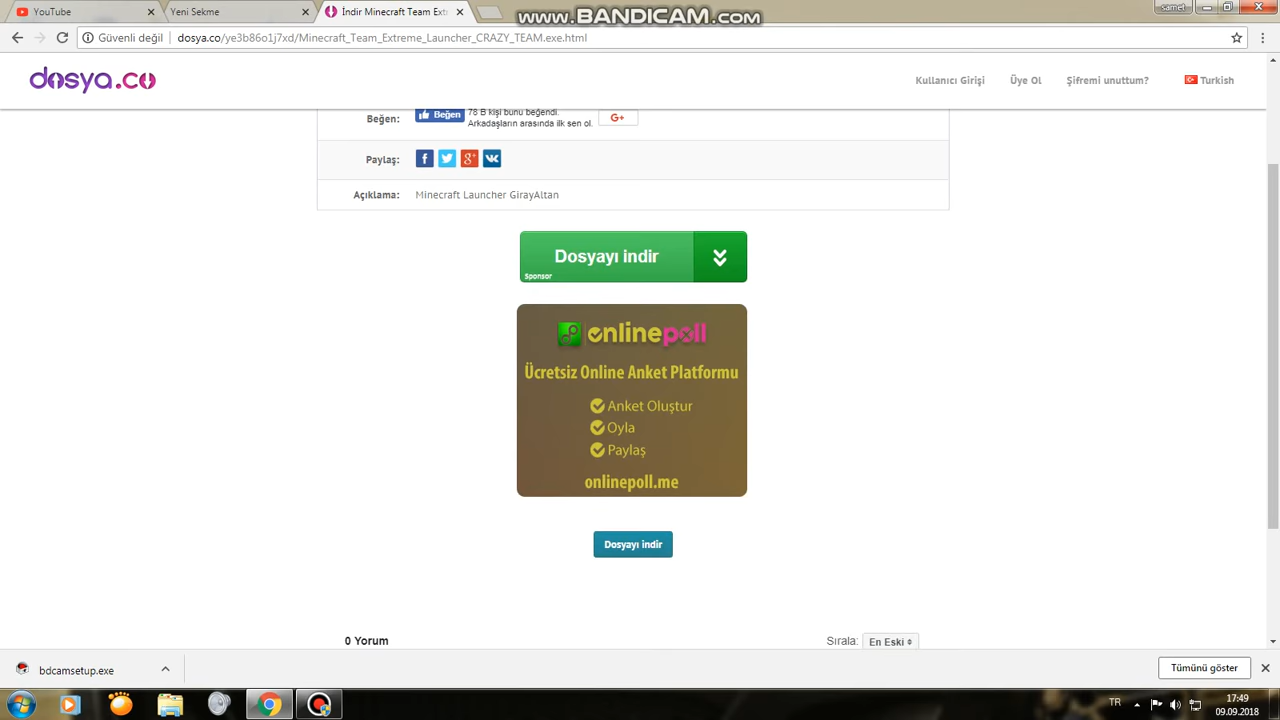 www.BANDICAM.com
YouTube
Yeni Sekme
İndir Minecraft Team Extr
samet
Güvenli değil
dosya.co/ye3b86o1j7xd/Minecraft_Team_Extreme_Launcher_CRAZY_TEAM.exe.html
dosya.co
Kullanıcı Girişi
Üye Ol
Şifremi unuttum?
Turkish
Beğen:
Beğen
78 B kişi bunu beğendi.
Arkadaşların arasında ilk sen ol.
G+
Paylaş:
Açıklama:
Minecraft Launcher GirayAltan
Dosyayı indir
Sponsor
onlinepoll
Ücretsiz Online Anket Platformu
Anket Oluştur
Oyla
Paylaş
onlinepoll.me
Dosyayı indir
0 Yorum
Sırala:
En Eski
bdcamsetup.exe
Tümünü göster
TR
17:49
09.09.2018